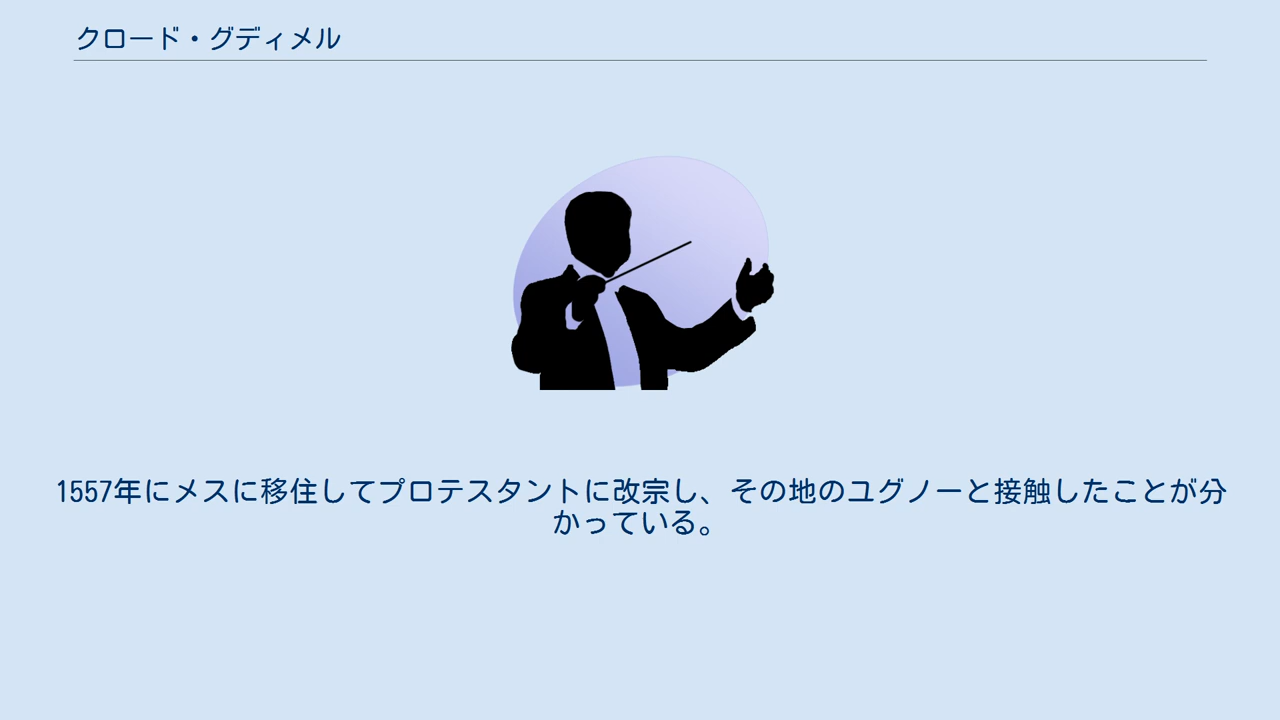 クロード・グディメル
1557年にメスに移住してプロテスタントに改宗し、その地のユグノーと接触したことが分
かっている。